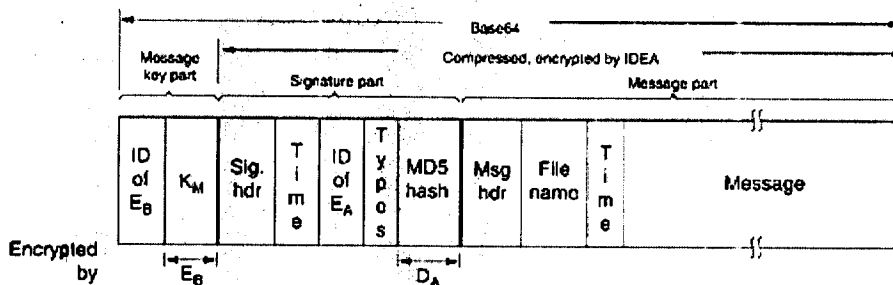 Base64
Compressed, encrypted by IDEA
Message key part
Signature part
Message part
ID of E_B
K_M
Sig. hdr
Time
ID of E_A
Types
MD5 hash
Msg hdr
File name
Time
Message
Encrypted by
E_B
D_A